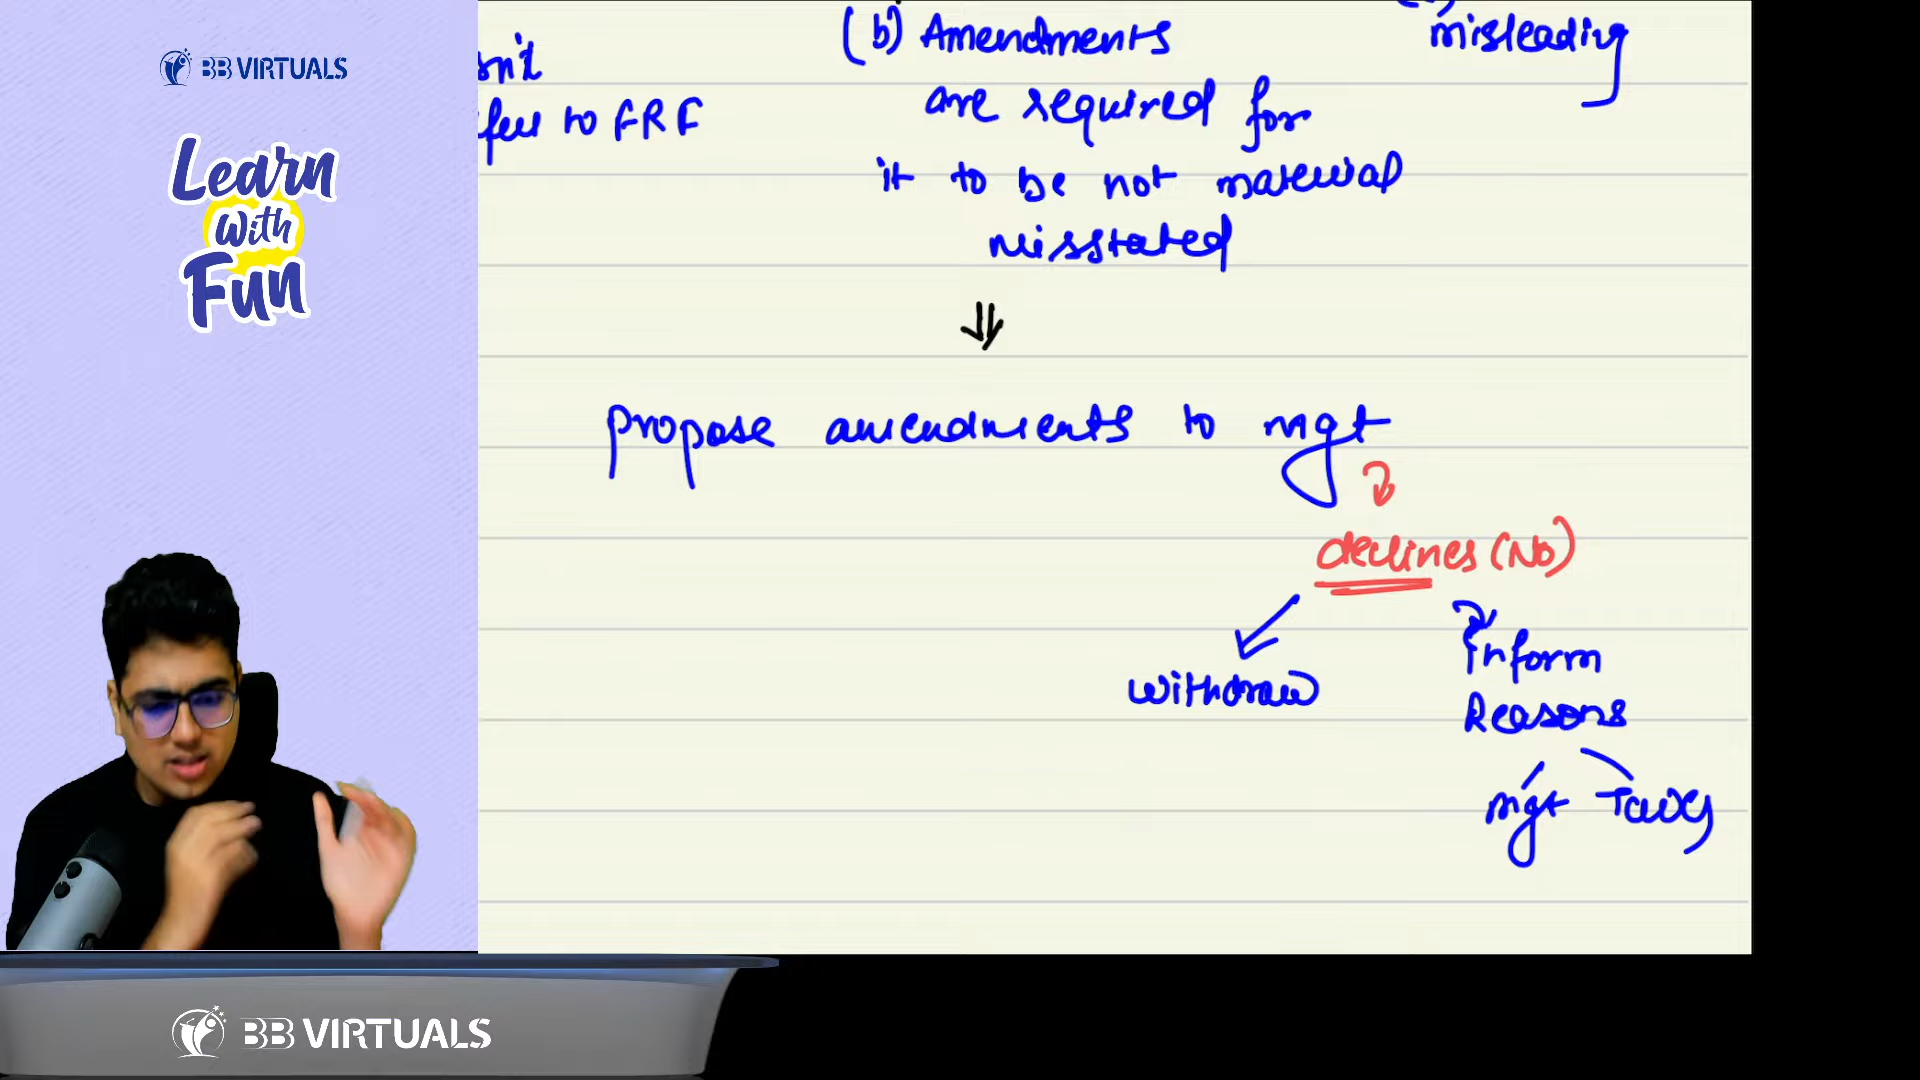 BB VIRTUALS
Learn
With
Fun
sn't
fer to FRF
(b) Amendments
are required for
it to be not material
misstated
misleading
propose amendments to mgt
declines (No)
withdraw
Inform
Reasons
mgt TCWG
BB VIRTUALS